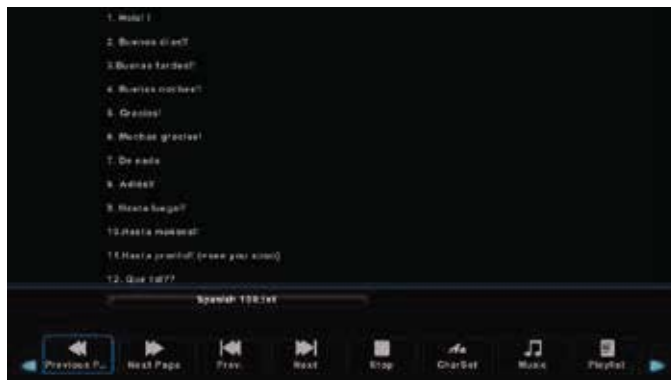 1. Hola! !
2. Buenos dias!!
3.Buenas tardes!!
4. Buenas noches!!
5. Gracias!
6. Muchas gracias!
7. De nada
8. Adiós!!
9. Hasta luego!!
10.Hasta manana!!
11.Hasta pronto!! (=see you soon)
12. Que tal??
Spanish 100.txt
Previous P...
Next Page
Prev.
Next
Stop
CharSet
Music
Playlist